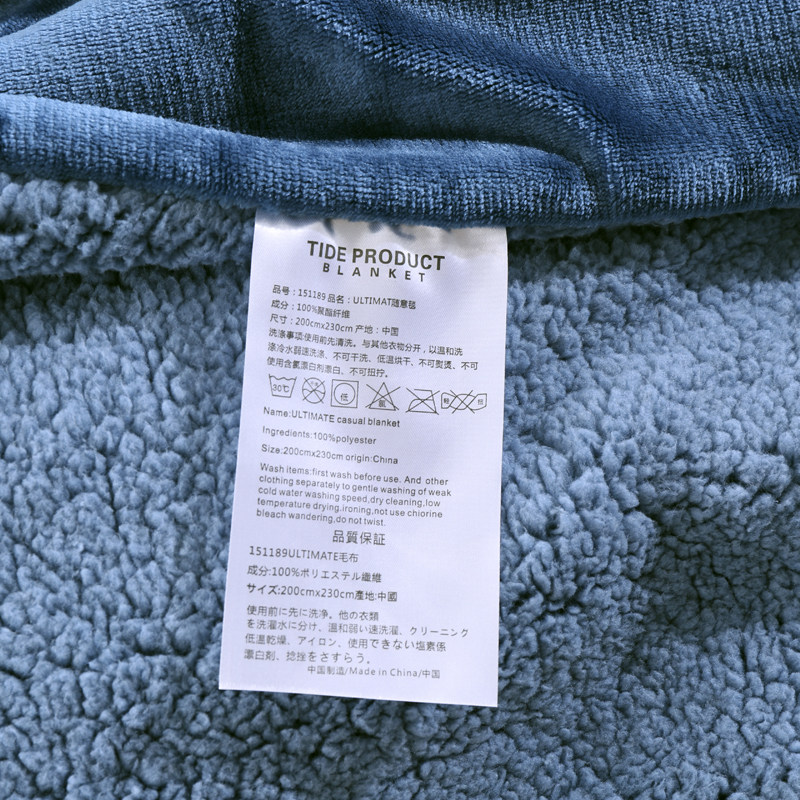 TIDE PRODUCT
BLANKET
品号：151189 品名：ULTIMAT随意毯
成分：100%聚酯纤维
尺寸：200cmx230cm 产地：中国
洗涤事项使用前先清洗。与其他衣物分开，以温和洗
涤冷水弱速洗涤、不可干洗、低温烘干、不可熨烫、不可
使用含氯漂白剂漂白、不可扭拧。
30℃ 低 氯
Name:ULTIMATE casual blanket
Ingredients:100%polyester
Size:200cmx230cm origin:China
Wash items:first wash before use. And other
clothing separately to gentle washing of weak
cold water washing speed,dry cleaning,low
temperature drying.ironing,not use chiorine
bleach wandering,do not twist.
品質保証
151189ULTIMATE毛布
成分:100%ポリエステル繊維
サイズ:200cmx230cm產地:中國
使用前に先に洗净。他の衣類
を洗濯水に分け、温和弱い速洗濯、クリーニング
低温乾燥、アイロン、使用できない塩素係
漂白剤、捻挫をさすらう。
中国制造/Made in China/中国